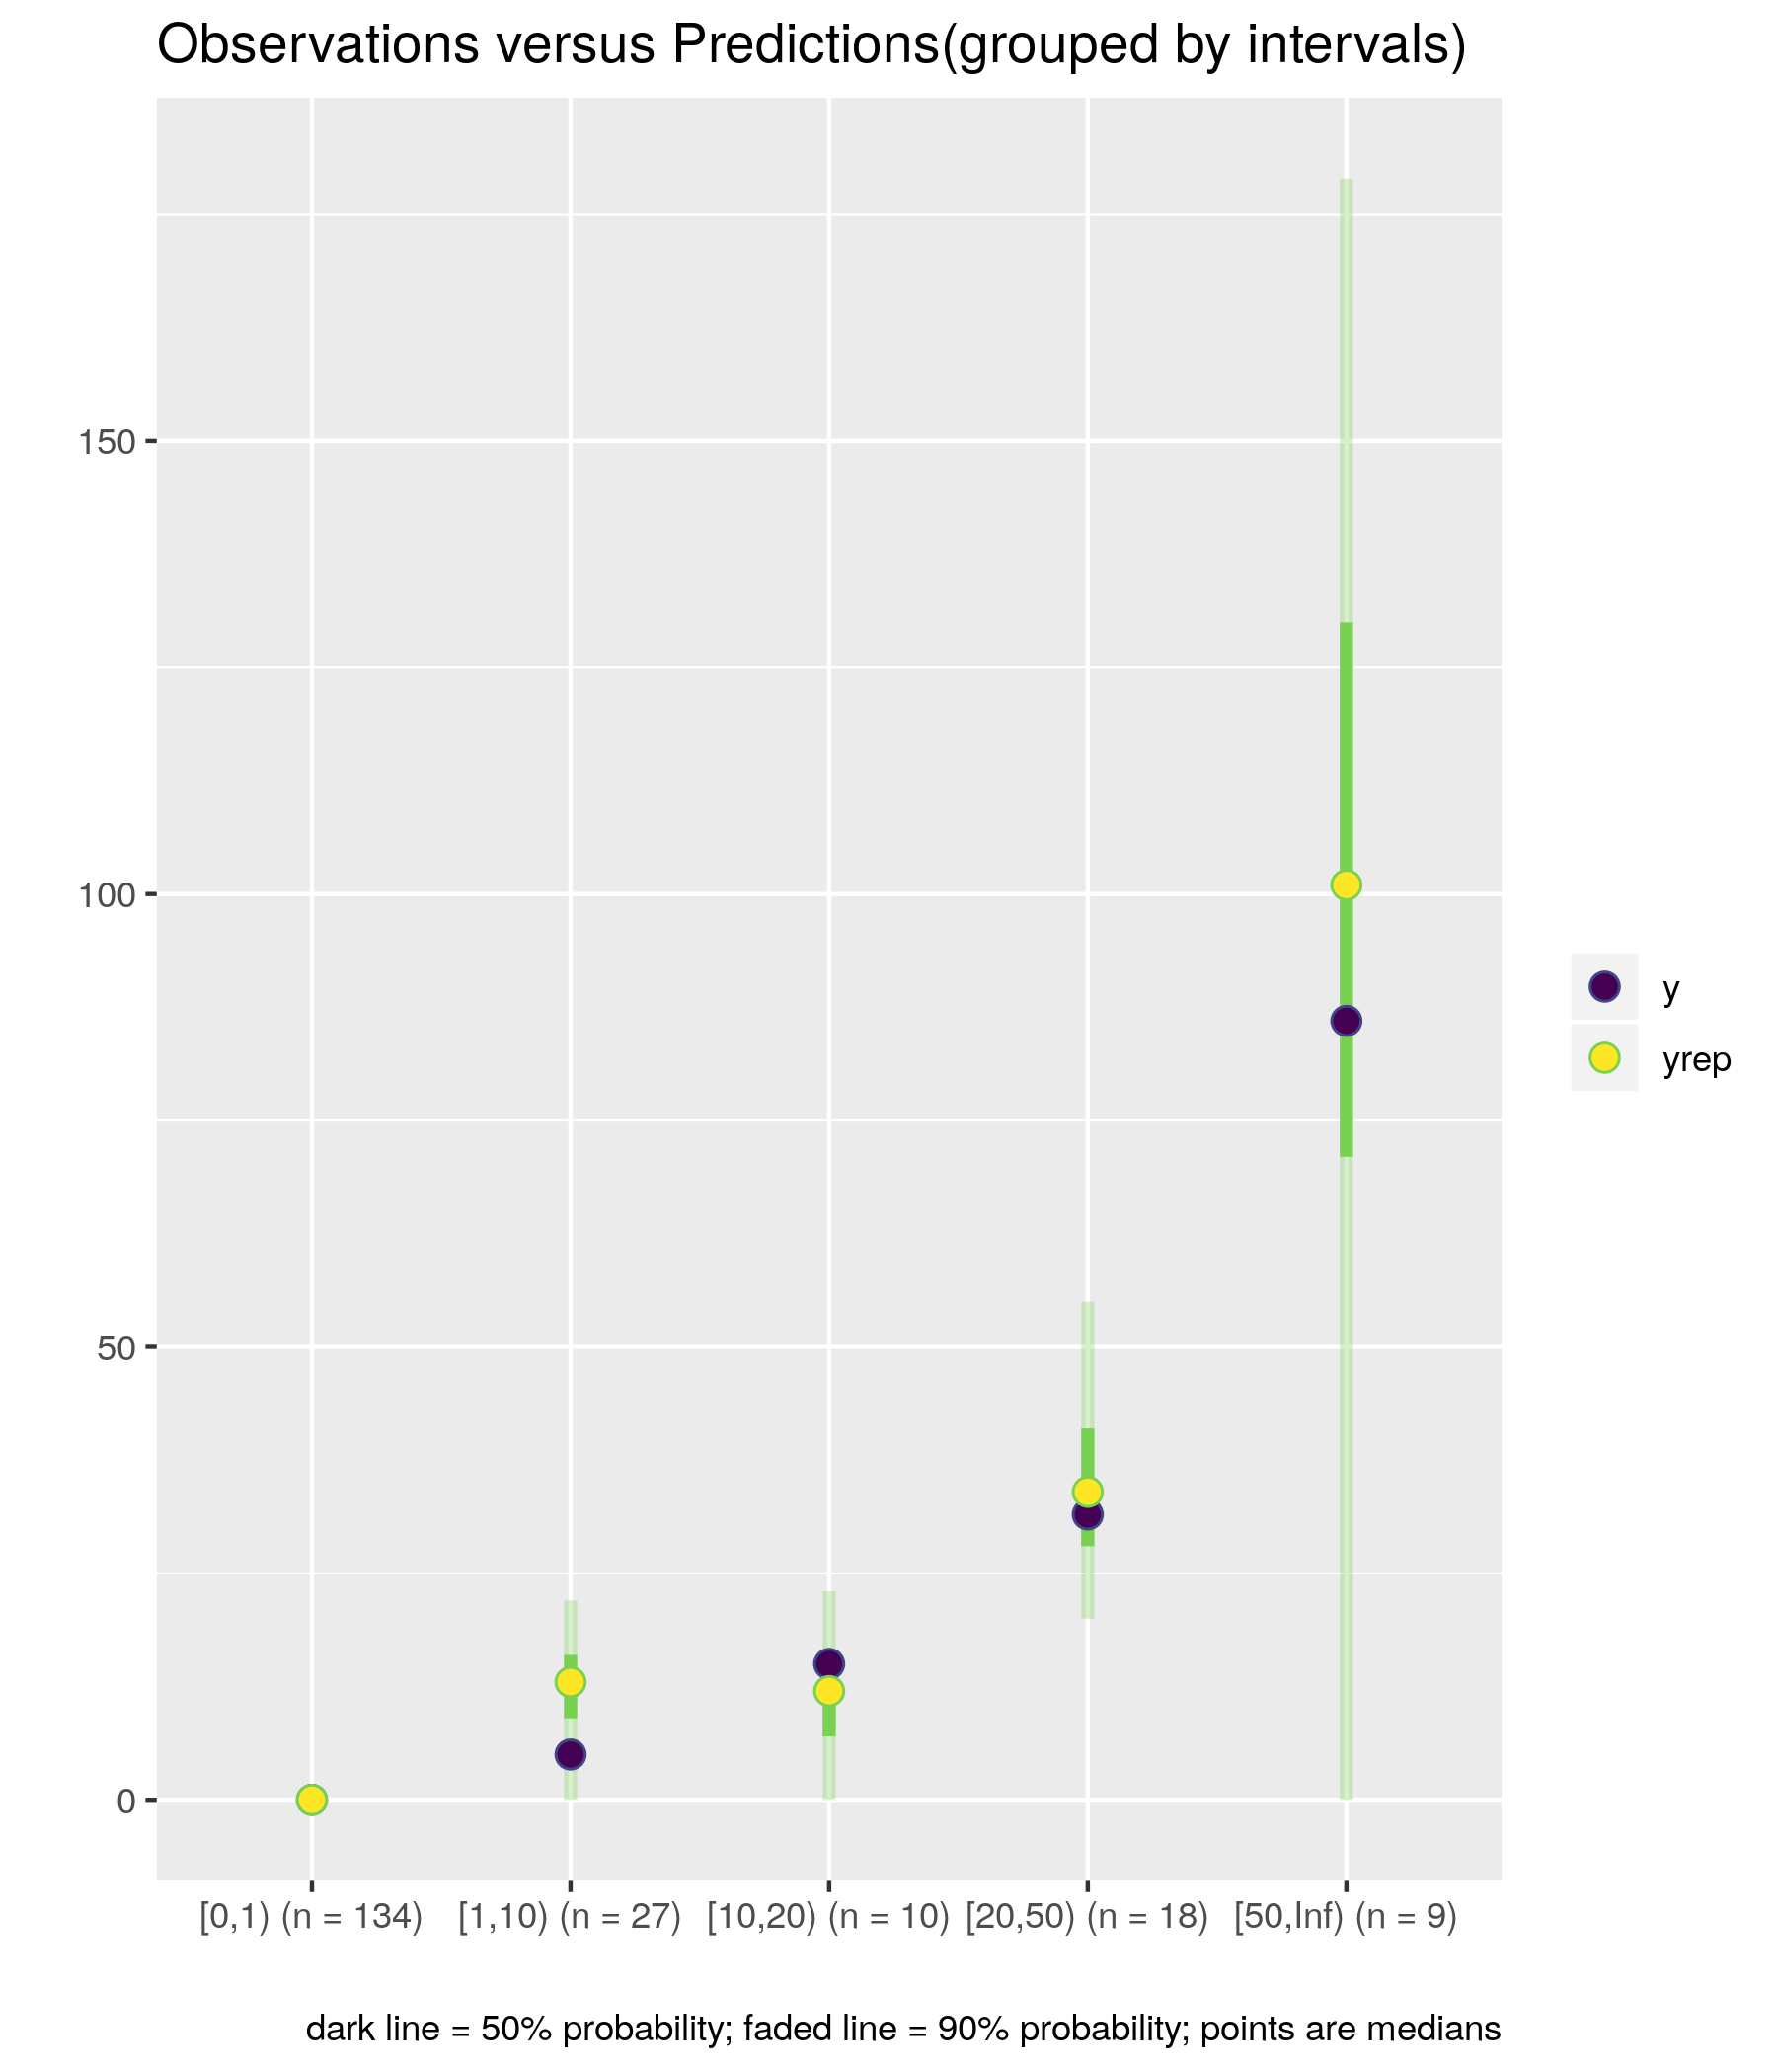 Observations versus Predictions(grouped by intervals)
150
100
50
0
y
yrep
[0,1) (n = 134) [1,10) (n = 27) [10,20) (n = 10) [20,50) (n = 18) [50,Inf) (n = 9)
dark line = 50% probability; faded line = 90% probability; points are medians